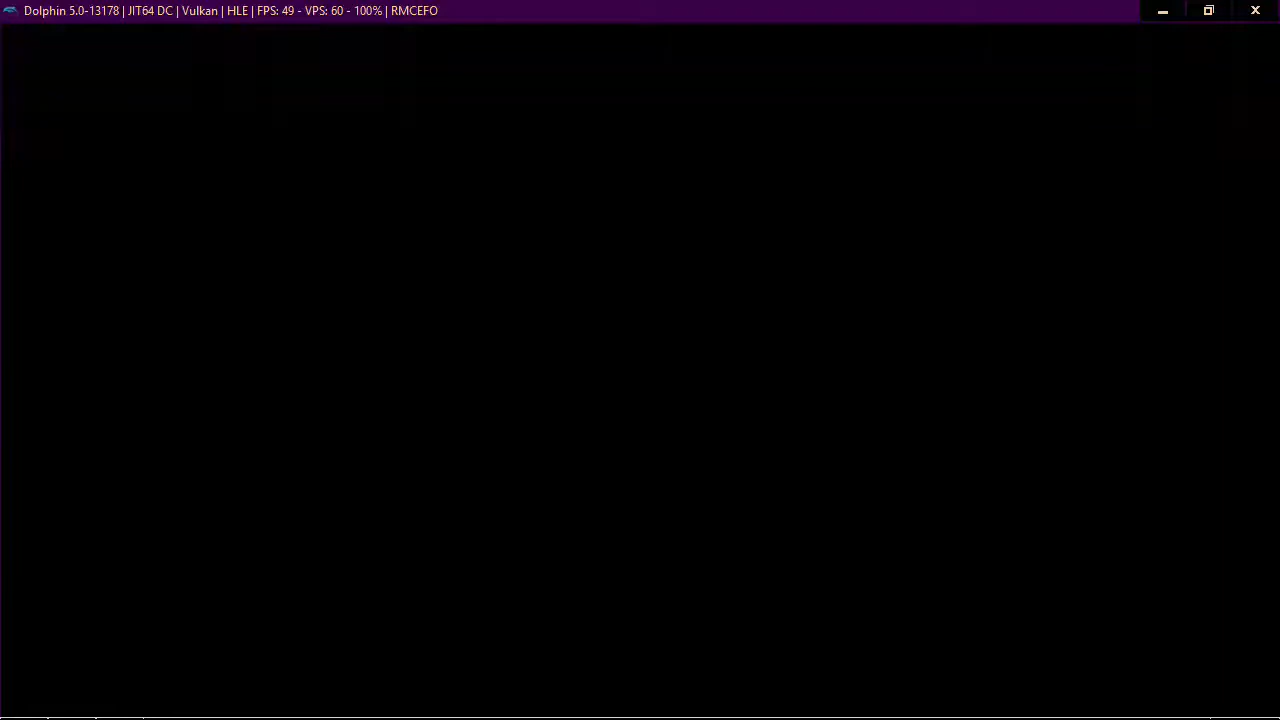 Dolphin 5.0-13178 | JIT64 DC | Vulkan | HLE | FPS: 49 - VPS: 60 - 100% | RMCEFO